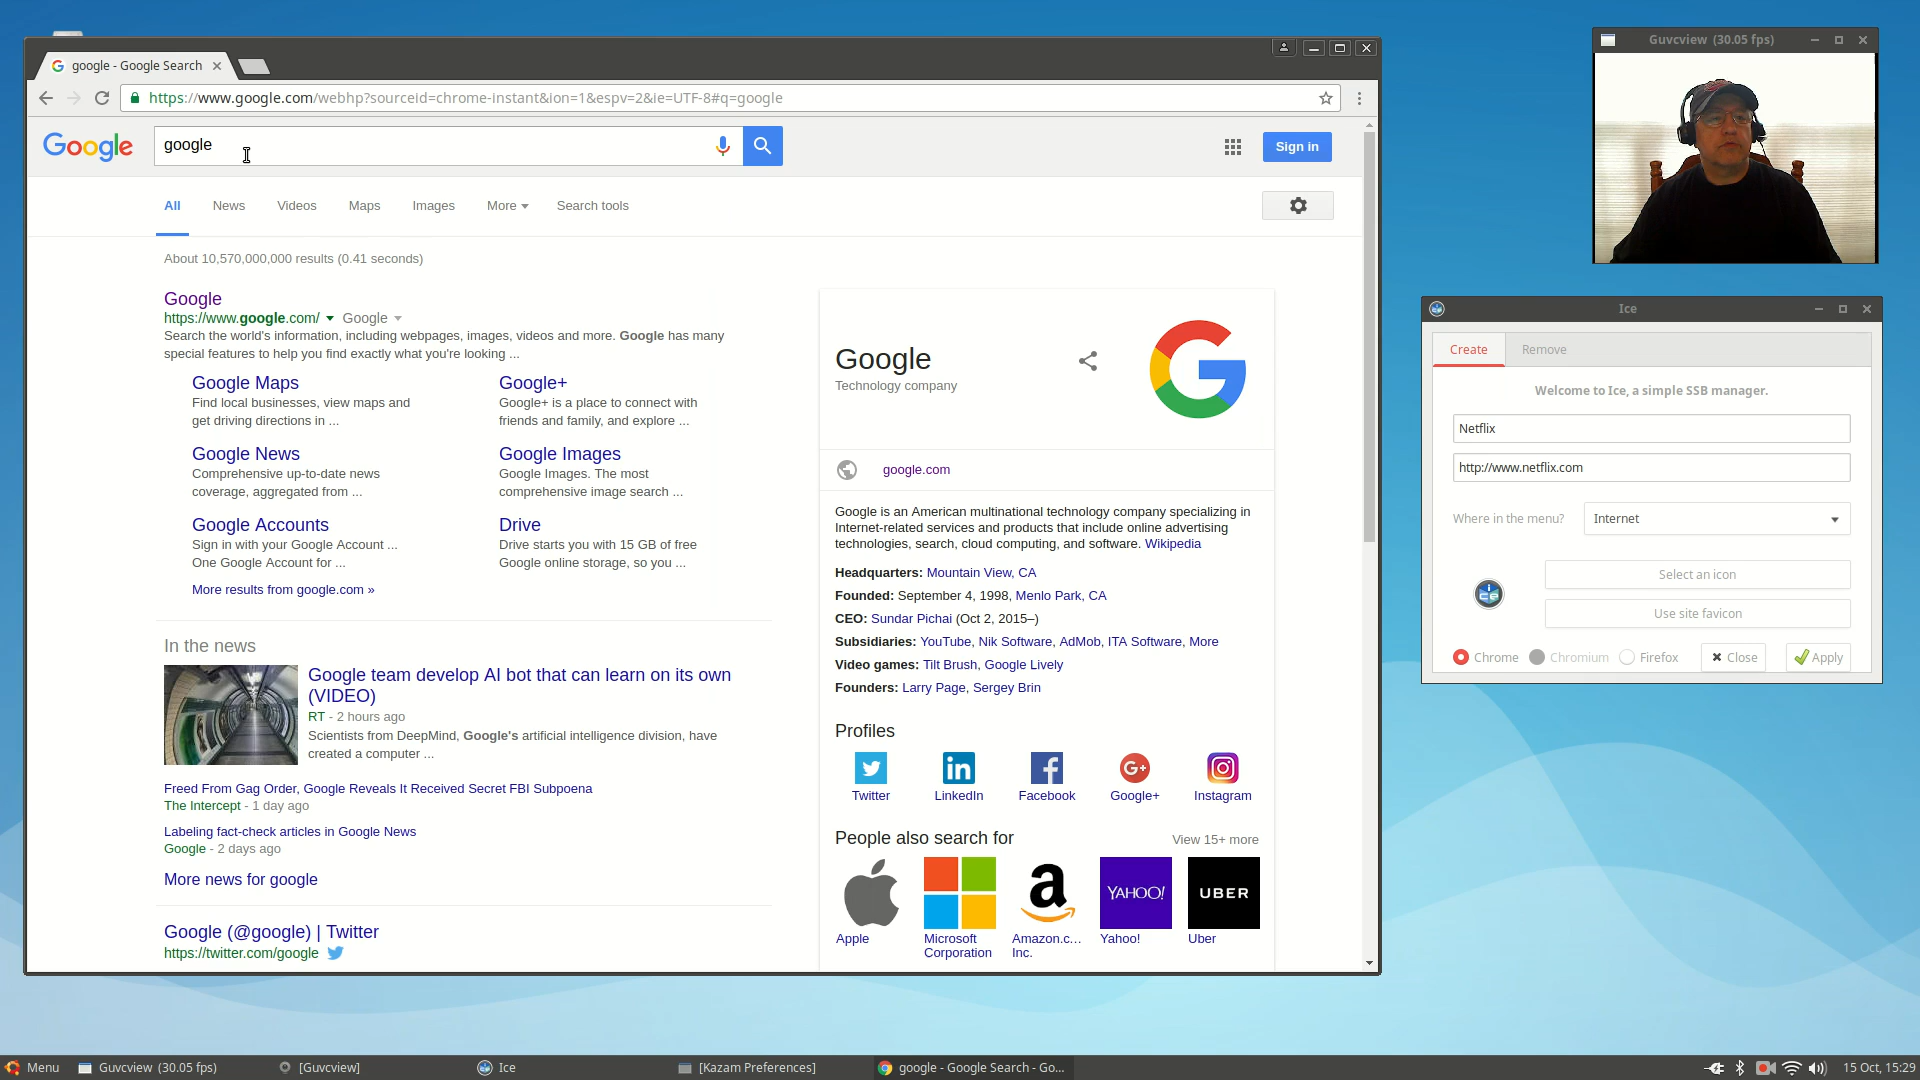 google - Google Search
https://www.google.com/webhp?sourceid=chrome-instant&ion=1&espv=2&ie=UTF-8#q=google
Google
google
Sign in
All
News
Videos
Maps
Images
More
Search tools
About 10,570,000,000 results (0.41 seconds)
Google
https://www.google.com/
Google
Search the world's information, including webpages, images, videos and more. Google has many
special features to help you find exactly what you're looking ...
Google Maps
Find local businesses, view maps and
get driving directions in ...
Google+
Google+ is a place to connect with
friends and family, and explore ...
Google News
Comprehensive up-to-date news
coverage, aggregated from ...
Google Images
Google Images. The most
comprehensive image search ...
Google Accounts
Sign in with your Google Account ...
One Google Account for ...
Drive
Drive starts you with 15 GB of free
Google online storage, so you ...
More results from google.com »
In the news
Google team develop AI bot that can learn on its own
(VIDEO)
RT - 2 hours ago
Scientists from DeepMind, Google's artificial intelligence division, have
created a computer ...
Freed From Gag Order, Google Reveals It Received Secret FBI Subpoena
The Intercept - 1 day ago
Labeling fact-check articles in Google News
Google - 2 days ago
More news for google
Google (@google) | Twitter
https://twitter.com/google
Google
Technology company
google.com
Google is an American multinational technology company specializing in
Internet-related services and products that include online advertising
technologies, search, cloud computing, and software. Wikipedia
Headquarters: Mountain View, CA
Founded: September 4, 1998, Menlo Park, CA
CEO: Sundar Pichai (Oct 2, 2015–)
Subsidiaries: YouTube, Nik Software, AdMob, ITA Software, More
Video games: Tilt Brush, Google Lively
Founders: Larry Page, Sergey Brin
Profiles
in
G+
Twitter
LinkedIn
Facebook
Google+
Instagram
People also search for
View 15+ more
YAHOO!
UBER
Apple
Microsoft
Corporation
Amazon.c...
Inc.
Yahoo!
Uber
Guvcview (30.05 fps)
Ice
Create
Remove
Welcome to Ice, a simple SSB manager.
Netflix
http://www.netflix.com
Where in the menu?
Internet
Select an icon
ice
Use site favicon
Chrome
Chromium
Firefox
Close
Apply
Menu
Guvcview (30.05 fps)
[Guvcview]
Ice
[Kazam Preferences]
google - Google Search - Go...
15 Oct, 15:29